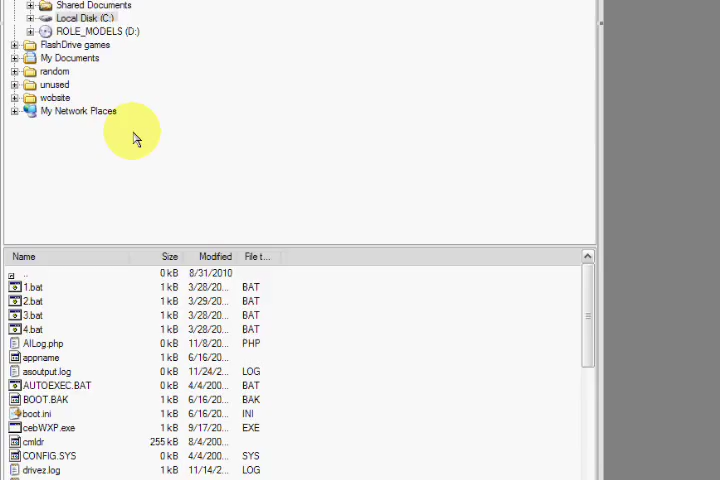 Shared Documents
Local Disk (C:)
ROLE_MODELS (D:)
FlashDrive games
My Documents
random
unused
wobsite
My Network Places
Name Size Modified File t...
.. 0 kB 8/31/2010
1.bat 1 kB 3/28/20... BAT
2.bat 1 kB 3/29/20... BAT
3.bat 1 kB 3/28/20... BAT
4.bat 1 kB 3/28/20... BAT
AILog.php 1 kB 11/8/20... PHP
appname 1 kB 6/16/20...
asoutput.log 1 kB 11/24/2... LOG
AUTOEXEC.BAT 1 kB 4/4/200... BAT
BOOT.BAK 1 kB 6/16/20... BAK
boot.ini 1 kB 6/16/20... INI
cebWXP.exe 1 kB 9/17/20... EXE
cmldr 255 kB 8/4/200...
CONFIG.SYS 0 kB 4/4/200... SYS
drivez.log 1 kB 11/14/2... LOG